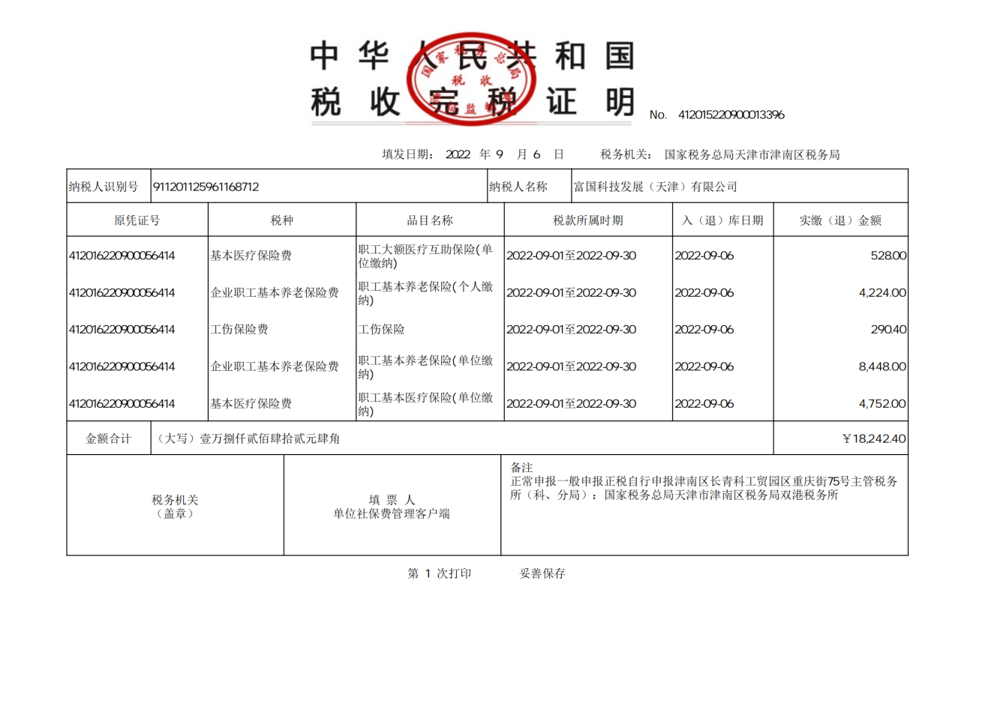 中华人民共和国
国家税务总局
税收
税收完税证明
监制
No. 412015220900013396
填发日期： 2022 年 9 月 6 日 税务机关： 国家税务总局天津市津南区税务局
纳税人识别号 911201125961168712 纳税人名称 富国科技发展（天津）有限公司
原凭证号 税种 品目名称 税款所属时期 入（退）库日期 实缴（退）金额
412016220900056414 基本医疗保险费 职工大额医疗互助保险(单 2022-09-01至2022-09-30 2022-09-06 528.00
位缴纳)
412016220900056414 企业职工基本养老保险费 职工基本养老保险(个人缴 2022-09-01至2022-09-30 2022-09-06 4,224.00
纳)
412016220900056414 工伤保险费 工伤保险 2022-09-01至2022-09-30 2022-09-06 290.40
412016220900056414 企业职工基本养老保险费 职工基本养老保险(单位缴 2022-09-01至2022-09-30 2022-09-06 8,448.00
纳)
412016220900056414 基本医疗保险费 职工基本医疗保险(单位缴 2022-09-01至2022-09-30 2022-09-06 4,752.00
纳)
金额合计 （大写）壹万捌仟贰佰肆拾贰元肆角 ￥18,242.40
税务机关
（盖章）
填 票 人
单位社保费管理客户端
备注
正常申报一般申报正税自行申报津南区长青科工贸园区重庆街75号主管税务
所（科、分局）：国家税务总局天津市津南区税务局双港税务所
第 1 次打印 妥善保存